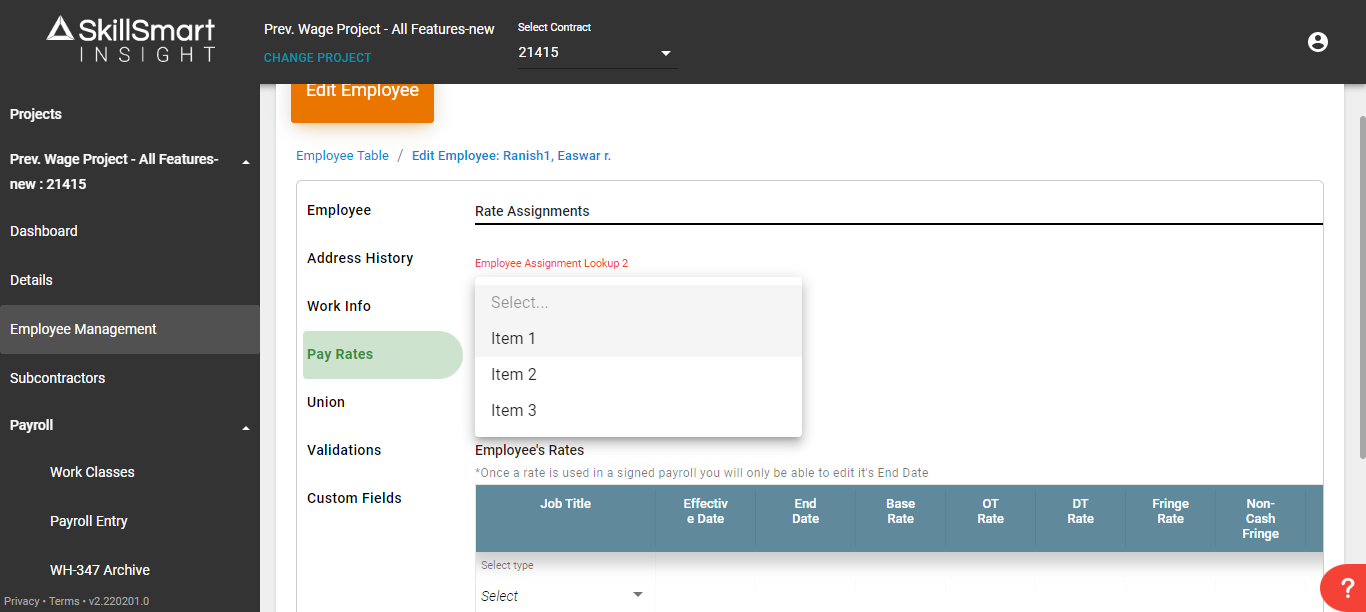 SkillSmart
INSIGHT
Prev. Wage Project - All Features-new
CHANGE PROJECT
Select Contract
21415
Projects
Prev. Wage Project - All Features-
new : 21415
Dashboard
Details
Employee Management
Subcontractors
Payroll
Work Classes
Payroll Entry
WH-347 Archive
Privacy • Terms • v2.220201.0
Edit Employee
Employee Table / Edit Employee: Ranish1, Easwar r.
Employee
Address History
Work Info
Pay Rates
Union
Validations
Custom Fields
Rate Assignments
Employee Assignment Lookup 2
Select...
Item 1
Item 2
Item 3
Employee's Rates
*Once a rate is used in a signed payroll you will only be able to edit it's End Date
Job Title
Effectiv
e Date
End
Date
Base
Rate
OT
Rate
DT
Rate
Fringe
Rate
Non-
Cash
Fringe
Select type
Select
?